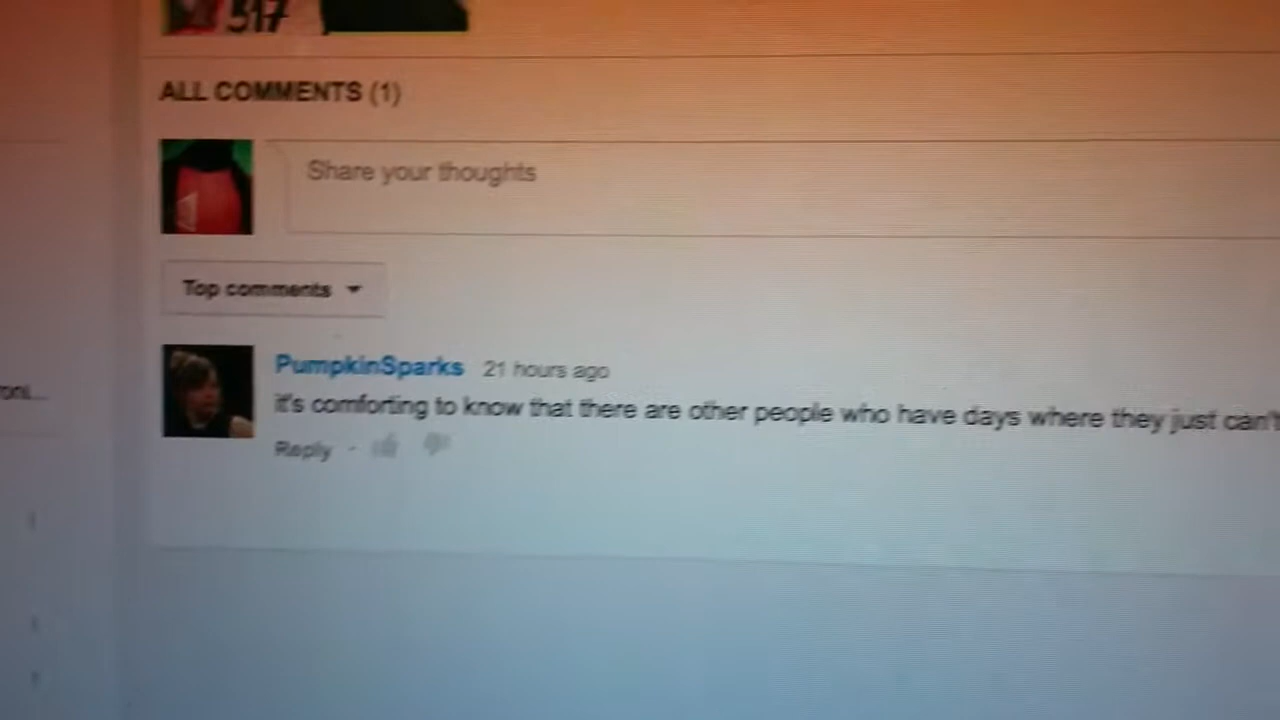 317
ALL COMMENTS (1)
Share your thoughts
Top comments
PumpkinSparks 21 hours ago
it's comforting to know that there are other people who have days where they just can't
Reply